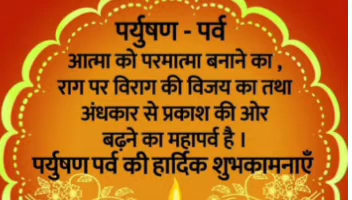 पर्युषण - पर्व
आत्मा को परमात्मा बनाने का ,
राग पर विराग की विजय का तथा
अंधकार से प्रकाश की ओर
बढ़ने का महापर्व है ।
पर्युषण पर्व की हार्दिक शुभकामनाएँ